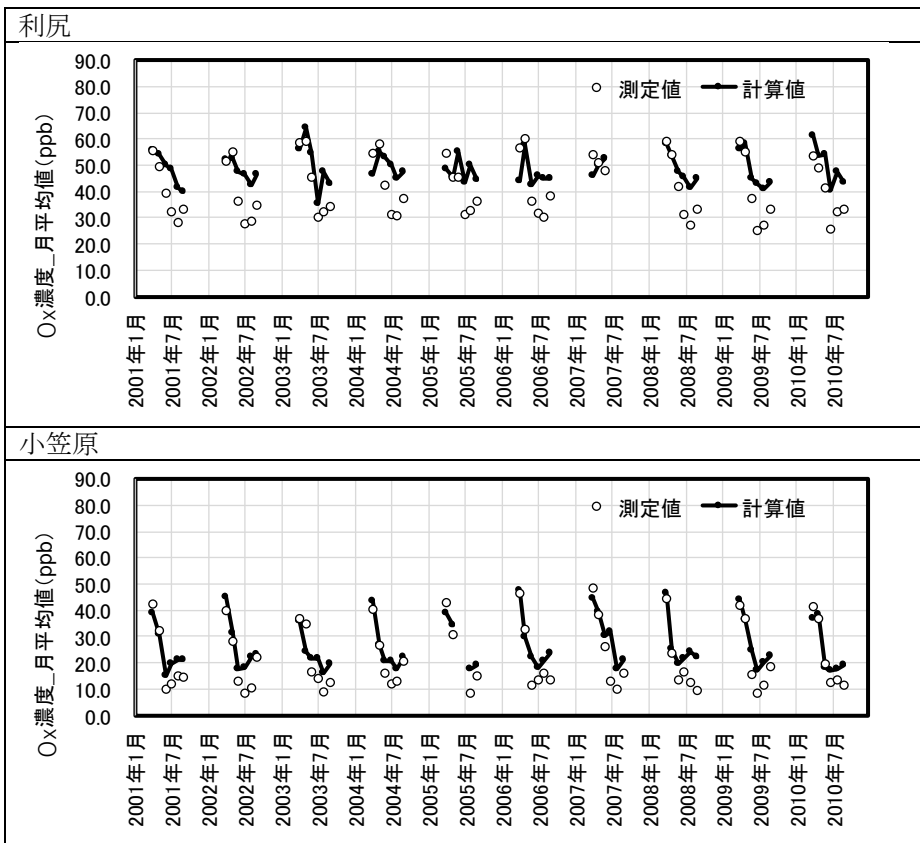 利尻
Ox濃度_月平均値(ppb)
90.0
80.0
70.0
60.0
50.0
40.0
30.0
20.0
10.0
0.0
測定値
計算値
2001年1月
2001年7月
2002年1月
2002年7月
2003年1月
2003年7月
2004年1月
2004年7月
2005年1月
2005年7月
2006年1月
2006年7月
2007年1月
2007年7月
2008年1月
2008年7月
2009年1月
2009年7月
2010年1月
2010年7月
小笠原
Ox濃度_月平均値(ppb)
90.0
80.0
70.0
60.0
50.0
40.0
30.0
20.0
10.0
0.0
測定値
計算値
2001年1月
2001年7月
2002年1月
2002年7月
2003年1月
2003年7月
2004年1月
2004年7月
2005年1月
2005年7月
2006年1月
2006年7月
2007年1月
2007年7月
2008年1月
2008年7月
2009年1月
2009年7月
2010年1月
2010年7月